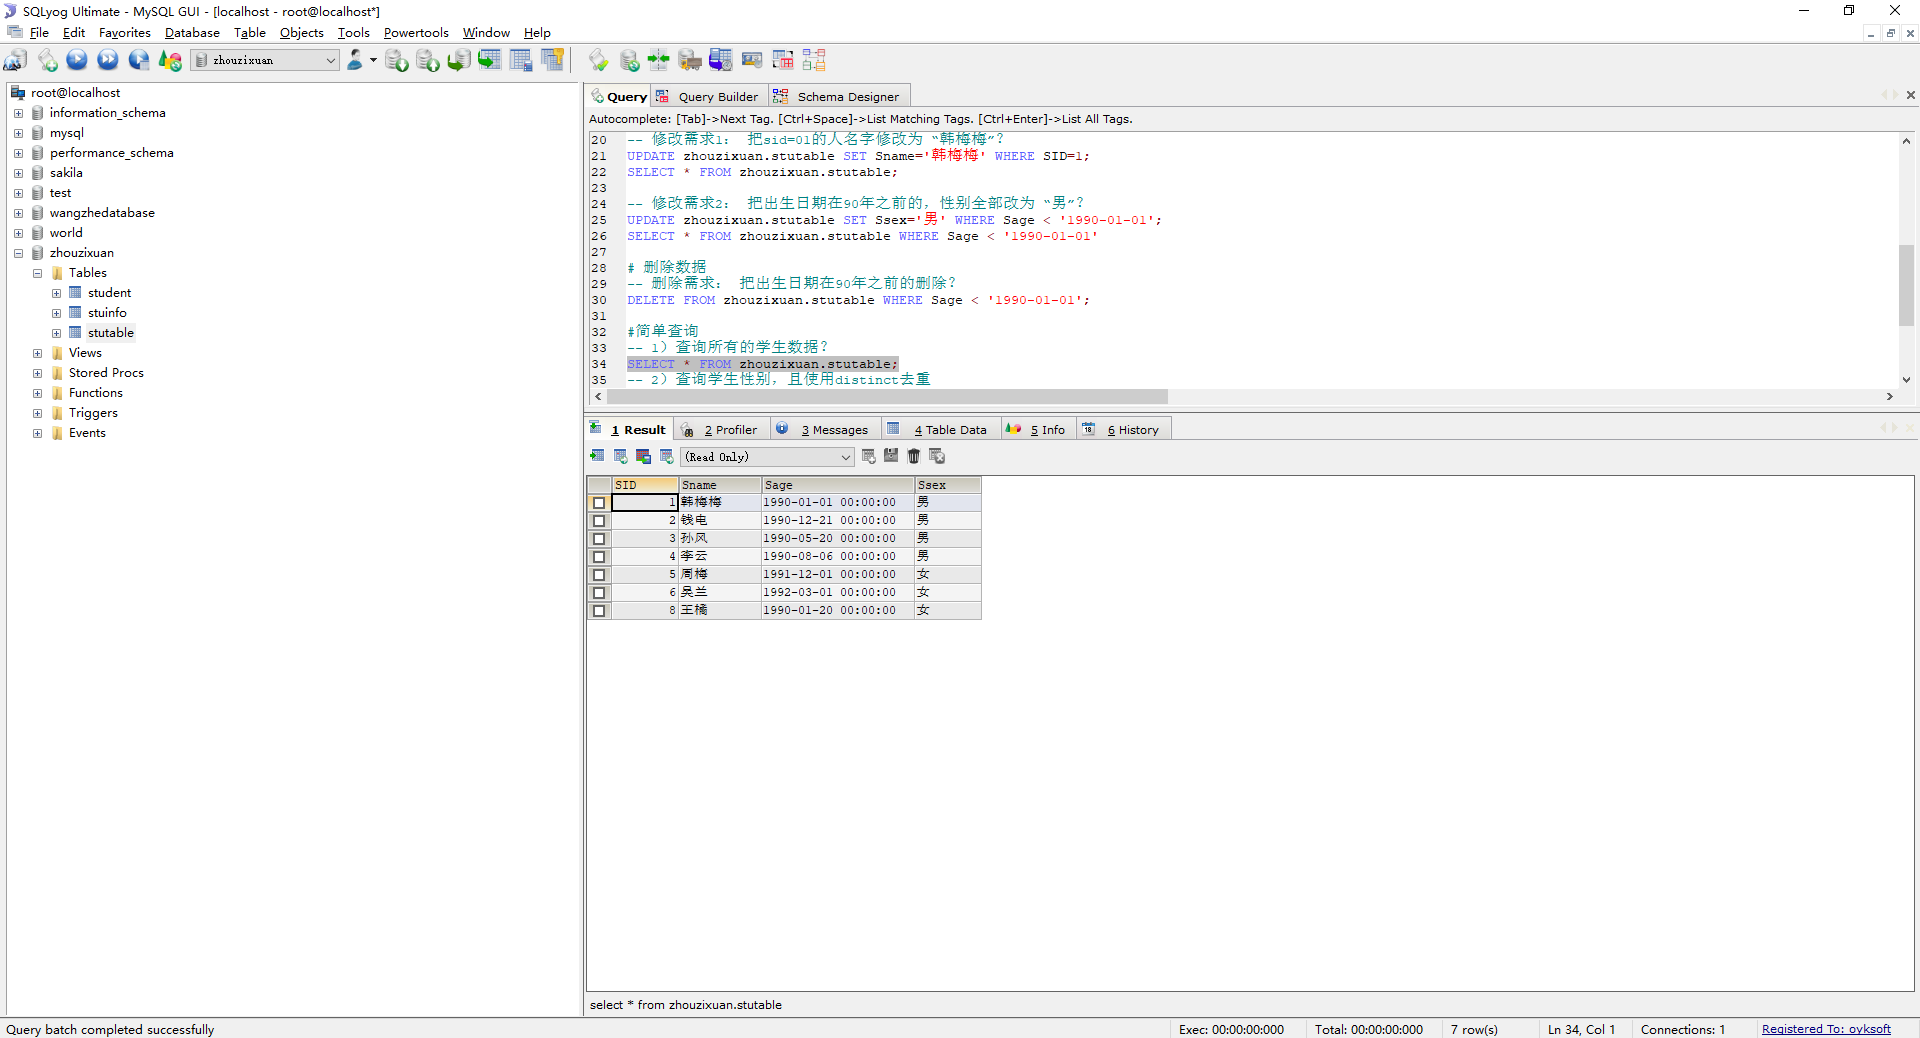 SQLyog Ultimate - MySQL GUI - [localhost - root@localhost*]
File Edit Favorites Database Table Objects Tools Powertools Window Help
zhouzixuan
root@localhost
information_schema
mysql
performance_schema
sakila
test
wangzhedatabase
world
zhouzixuan
Tables
student
stuinfo
stutable
Views
Stored Procs
Functions
Triggers
Events
Query Query Builder Schema Designer
Autocomplete: [Tab]->Next Tag. [Ctrl+Space]->List Matching Tags. [Ctrl+Enter]->List All Tags.
20 -- 修改需求1： 把sid=01的人名字修改为 “韩梅梅”？
21 UPDATE zhouzixuan.stutable SET Sname='韩梅梅' WHERE SID=1;
22 SELECT * FROM zhouzixuan.stutable;
23
24 -- 修改需求2： 把出生日期在90年之前的，性别全部改为 “男”？
25 UPDATE zhouzixuan.stutable SET Ssex='男' WHERE Sage < '1990-01-01';
26 SELECT * FROM zhouzixuan.stutable WHERE Sage < '1990-01-01'
27
28 # 删除数据
29 -- 删除需求： 把出生日期在90年之前的删除？
30 DELETE FROM zhouzixuan.stutable WHERE Sage < '1990-01-01';
31
32 #简单查询
33 -- 1）查询所有的学生数据？
34 SELECT * FROM zhouzixuan.stutable;
35 -- 2）查询学生性别，且使用distinct去重
1 Result 2 Profiler 3 Messages 4 Table Data 5 Info 6 History
(Read Only)
SID Sname Sage Ssex
1 韩梅梅 1990-01-01 00:00:00 男
2 钱电 1990-12-21 00:00:00 男
3 孙风 1990-05-20 00:00:00 男
4 李云 1990-08-06 00:00:00 男
5 周梅 1991-12-01 00:00:00 女
6 吴兰 1992-03-01 00:00:00 女
8 王橘 1990-01-20 00:00:00 女
select * from zhouzixuan.stutable
Query batch completed successfully Exec: 00:00:00:000 Total: 00:00:00:000 7 row(s) Ln 34, Col 1 Connections: 1 Registered To: ovksoft